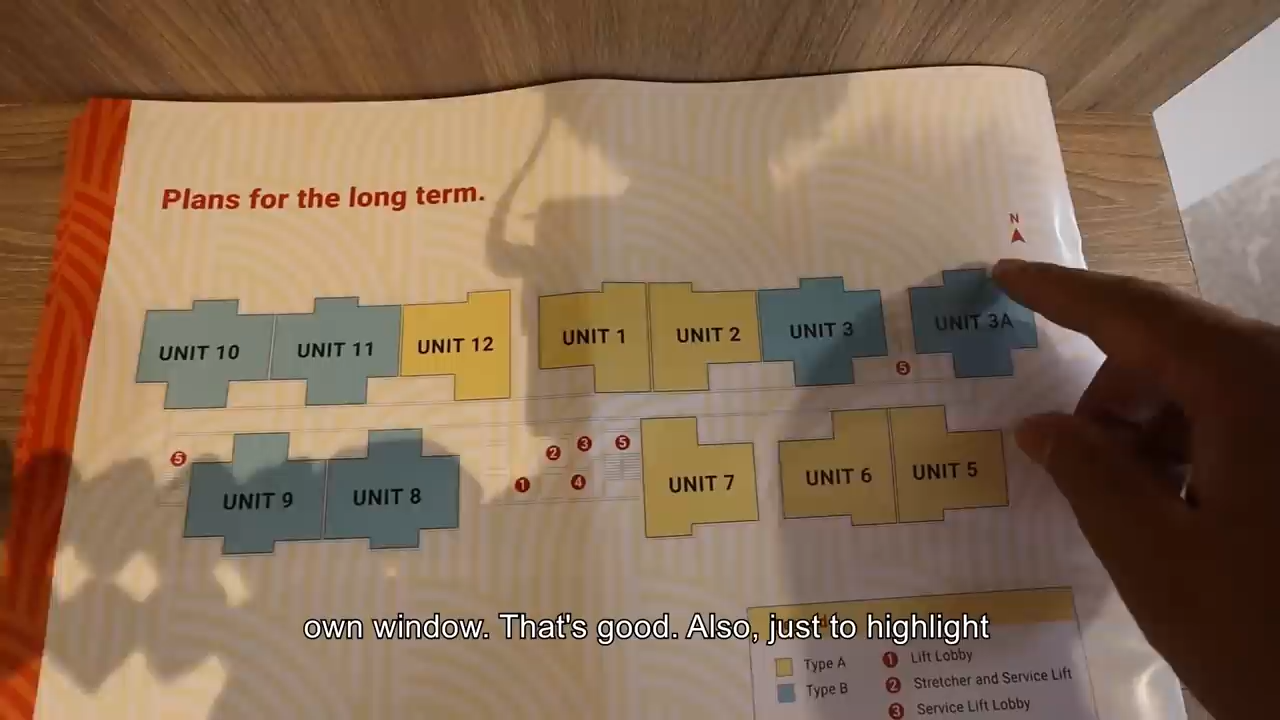 Plans for the long term.
N
UNIT 10
UNIT 11
UNIT 12
UNIT 1
UNIT 2
UNIT 3
UNIT 3A
5
5
UNIT 9
UNIT 8
1
2
3
4
5
UNIT 7
UNIT 6
UNIT 5
own window. That's good. Also, just to highlight
Type A
Type B
1 Lift Lobby
2 Stretcher and Service Lift
3 Service Lift Lobby